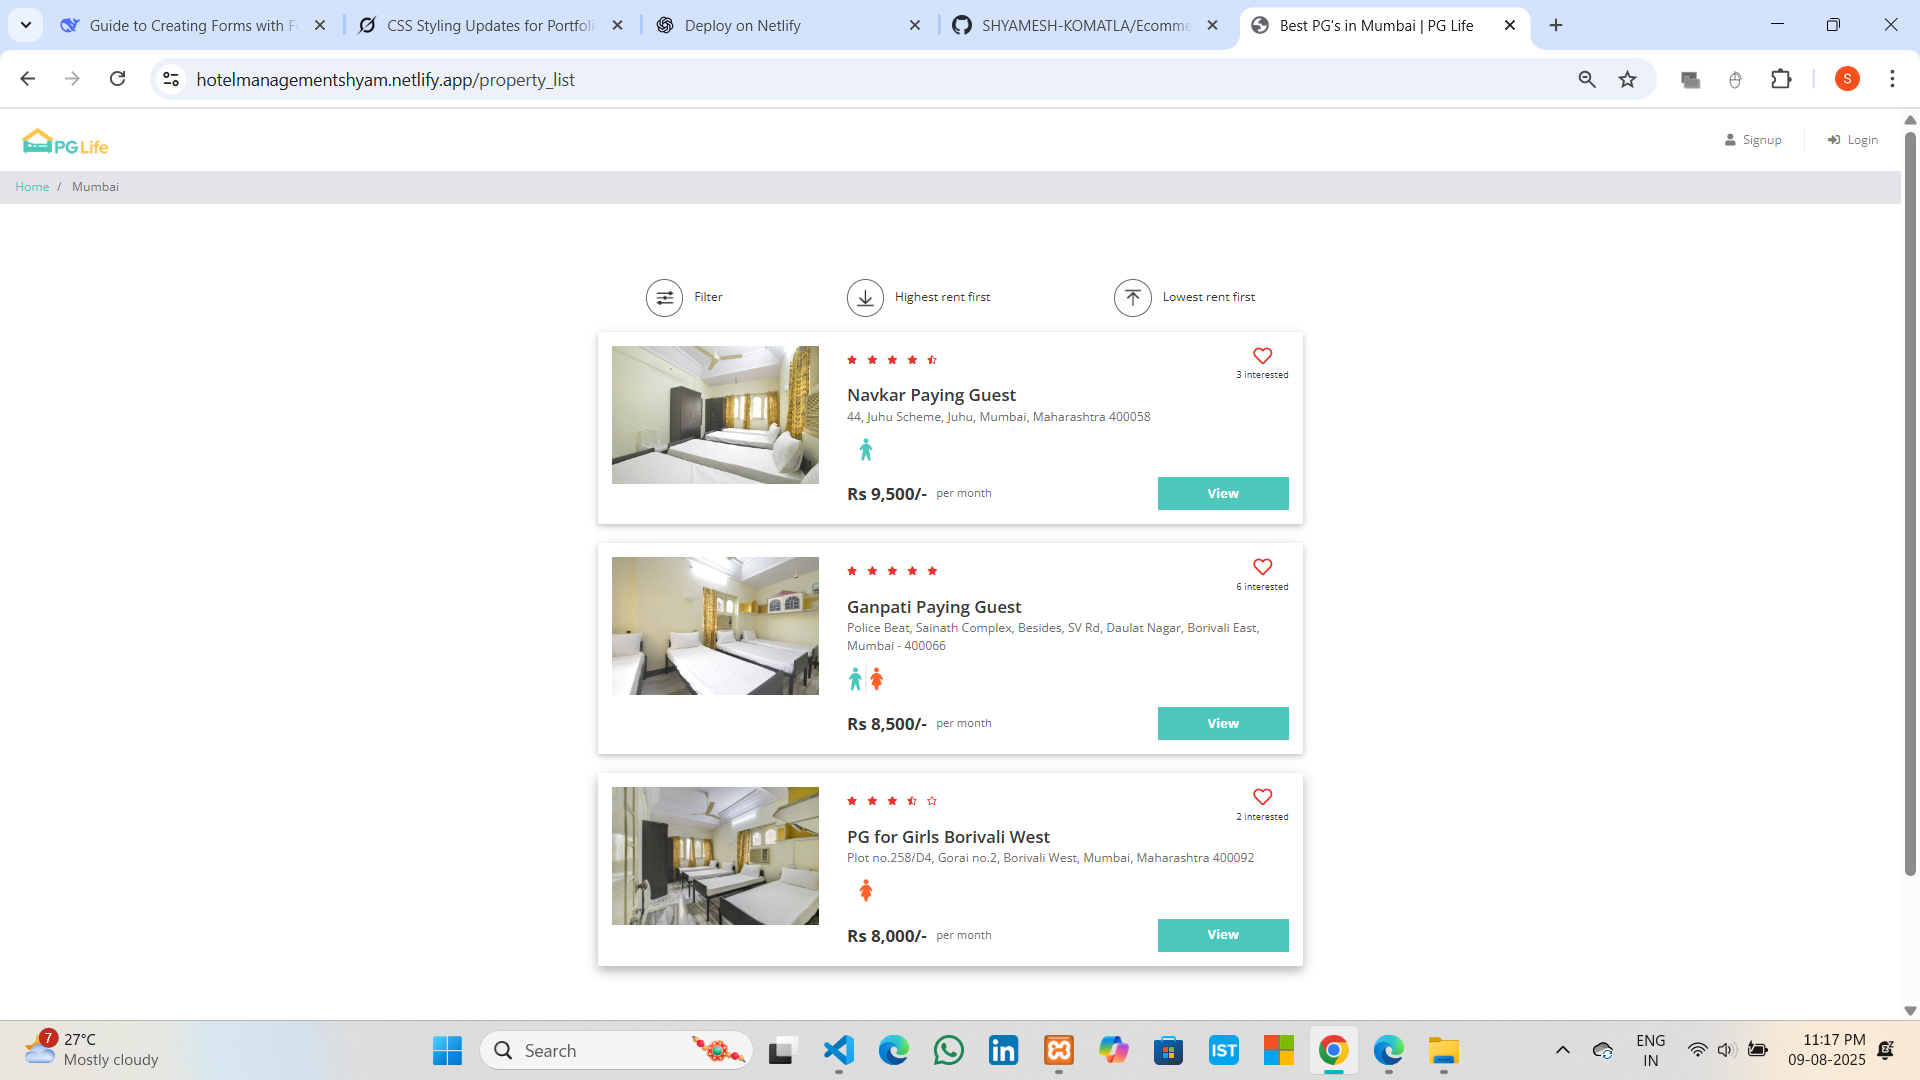 Guide to Creating Forms with F
CSS Styling Updates for Portfoli
Deploy on Netlify
SHYAMESH-KOMATLA/Ecomme
Best PG's in Mumbai | PG Life
hotelmanagementshyam.netlify.app/property_list
S
PG Life
Signup
Login
Home / Mumbai
Filter
Highest rent first
Lowest rent first
3 interested
Navkar Paying Guest
44, Juhu Scheme, Juhu, Mumbai, Maharashtra 400058
Rs 9,500/- per month
View
6 interested
Ganpati Paying Guest
Police Beat, Sainath Complex, Besides, SV Rd, Daulat Nagar, Borivali East,
Mumbai - 400066
Rs 8,500/- per month
View
2 interested
PG for Girls Borivali West
Plot no.258/D4, Gorai no.2, Borivali West, Mumbai, Maharashtra 400092
Rs 8,000/- per month
View
7
27°C
Mostly cloudy
Search
IST
ENG
IN
11:17 PM
09-08-2025